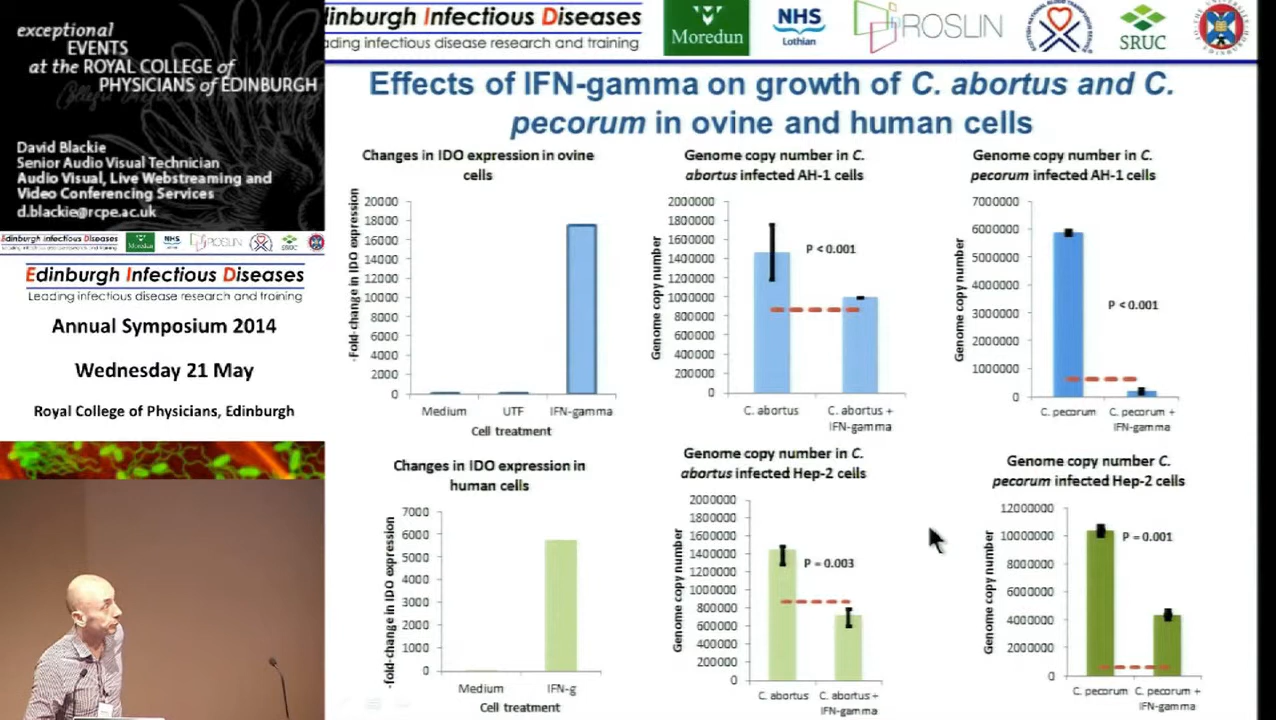 exceptional
EVENTS
at the ROYAL COLLEGE of
PHYSICIANS of EDINBURGH
David Blackie
Senior Audio Visual Technician
Audio Visual, Live Webstreaming and
Video Conferencing Services
d.blackie@rcpe.ac.uk
Edinburgh Infectious Diseases
Moredun
NHS
ROSLIN
SRUC
Edinburgh Infectious Diseases
Leading infectious disease research and training
Annual Symposium 2014
Wednesday 21 May
Royal College of Physicians, Edinburgh
dinburgh Infectious Diseases
ading infectious disease research and training
Moredun
NHS
Lothian
ROSLIN
SRUC
Effects of IFN-gamma on growth of C. abortus and C.
pecorum in ovine and human cells
Changes in IDO expression in ovine
cells
-Fold-change in IDO expression
20000
18000
16000
14000
12000
10000
8000
6000
4000
2000
0
Medium UTF IFN-gamma
Cell treatment
Genome copy number in C.
abortus infected AH-1 cells
Genome copy number
2000000
1800000
1600000
1400000
1200000
1000000
800000
600000
400000
200000
0
P < 0.001
C. abortus C. abortus +
IFN-gamma
Genome copy number in C.
pecorum infected AH-1 cells
Genome copy number
7000000
6000000
5000000
4000000
3000000
2000000
1000000
0
P < 0.001
C. pecorum C. pecorum +
IFN-gamma
Changes in IDO expression in
human cells
-fold-change in IDO expression
7000
6000
5000
4000
3000
2000
1000
0
Medium IFN-g
Cell treatment
Genome copy number in C.
abortus infected Hep-2 cells
Genome copy number
2000000
1800000
1600000
1400000
1200000
1000000
800000
600000
400000
200000
0
P = 0.003
C. abortus C. abortus +
IFN-gamma
Genome copy number C.
pecorum infected Hep-2 cells
Genome copy number
12000000
10000000
8000000
6000000
4000000
2000000
0
P = 0.001
C. pecorum C. pecorum +
IFN-gamma